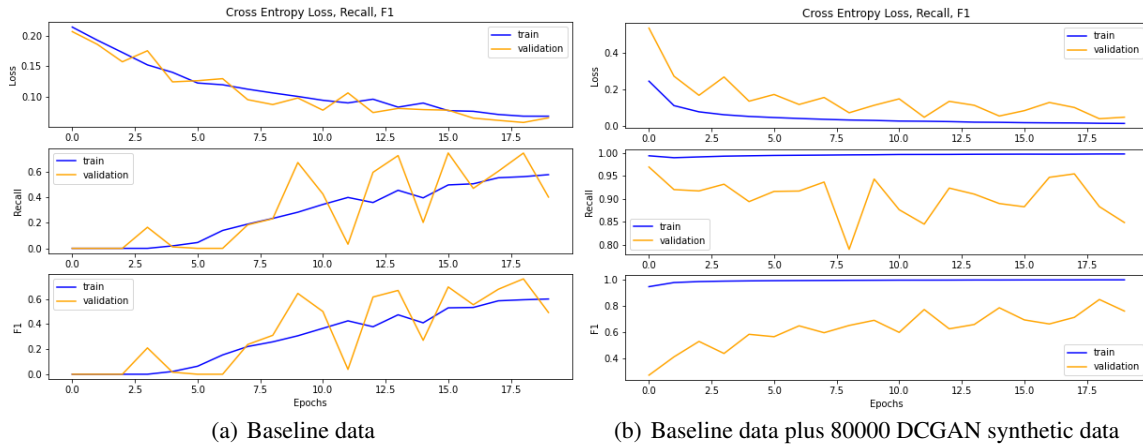 Cross Entropy Loss, Recall, F1
Loss
0.20
0.15
0.10
train
validation
0.0 2.5 5.0 7.5 10.0 12.5 15.0 17.5
Recall
0.6
0.4
0.2
0.0
train
validation
0.0 2.5 5.0 7.5 10.0 12.5 15.0 17.5
F1
0.6
0.4
0.2
0.0
train
validation
0.0 2.5 5.0 7.5 10.0 12.5 15.0 17.5
Epochs
(a) Baseline data
Cross Entropy Loss, Recall, F1
Loss
0.4
0.2
0.0
train
validation
0.0 2.5 5.0 7.5 10.0 12.5 15.0 17.5
Recall
1.00
0.95
0.90
0.85
0.80
train
validation
0.0 2.5 5.0 7.5 10.0 12.5 15.0 17.5
F1
1.0
0.8
0.6
0.4
train
validation
0.0 2.5 5.0 7.5 10.0 12.5 15.0 17.5
Epochs
(b) Baseline data plus 80000 DCGAN synthetic data